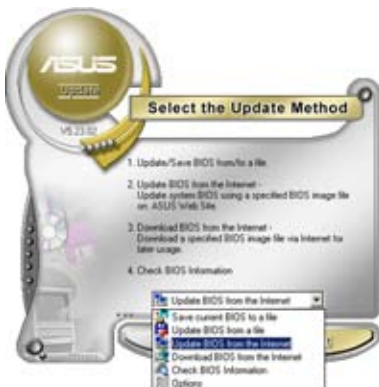 ASUS
Update
V5.23.02
Select the Update Method
1. Update/Save BIOS from/to a file.
2. Update BIOS from the Internet -
Update system BIOS using a specified BIOS image file
on ASUS Web Site.
3. Download BIOS from the Internet -
Download a specified BIOS image file via Internet for
later usage.
4. Check BIOS Information
Update BIOS from the Internet
Save current BIOS to a file
Update BIOS from a file
Update BIOS from the Internet
Download BIOS from the Internet
Check BIOS Information
Options